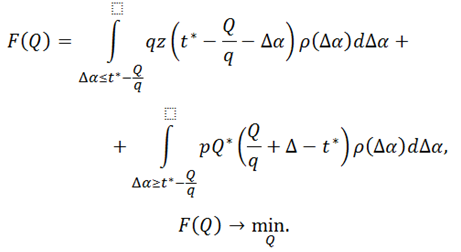 F(Q) = ∫_{Δα≤t*−Q/q}^{□} qz(t* − Q/q − Δα)ρ(Δα)dΔα +
+ ∫_{Δα≥t*−Q/q}^{□} pQ*(Q/q + Δ − t*)ρ(Δα)dΔα,
F(Q) → min_Q.